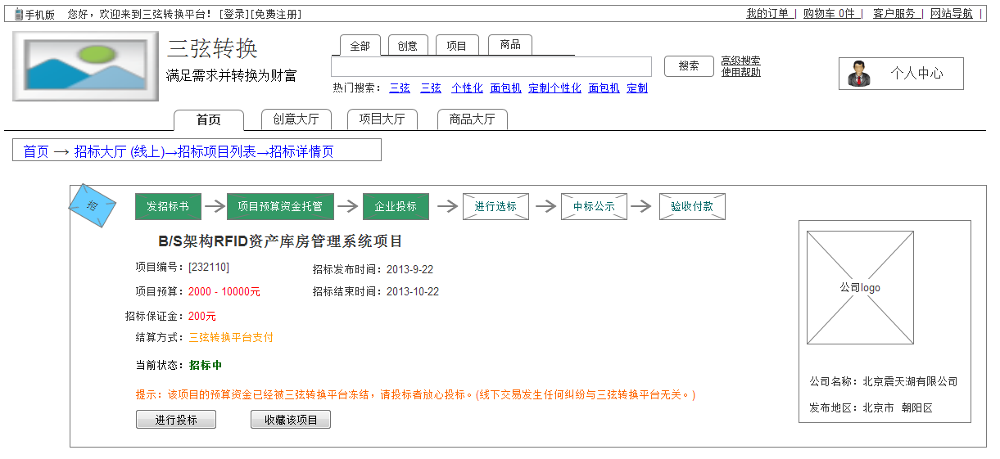 手机版 您好，欢迎来到三弦转换平台！ [登录][免费注册] 我的订单 | 购物车 0件 | 客户服务 | 网站导航 |
三弦转换
满足需求并转换为财富
全部 创意 项目 商品
搜索 高级搜索
使用帮助
个人中心
热门搜索： 三弦 三弦 个性化 面包机 定制个性化 面包机 定制
首页 创意大厅 项目大厅 商品大厅
首页 → 招标大厅 (线上)→招标项目列表→招标详情页
招 发招标书 项目预算资金托管 企业投标 进行选标 中标公示 验收付款
B/S架构RFID资产库房管理系统项目
项目编号：[232110] 招标发布时间：2013-9-22
项目预算：2000 - 10000元 招标结束时间：2013-10-22
招标保证金：200元
结算方式：三弦转换平台支付
当前状态：招标中
提示：该项目的预算资金已经被三弦转换平台冻结，请投标者放心投标。(线下交易发生任何纠纷与三弦转换平台无关。)
进行投标 收藏该项目
公司logo
公司名称：北京震天湖有限公司
发布地区：北京市 朝阳区